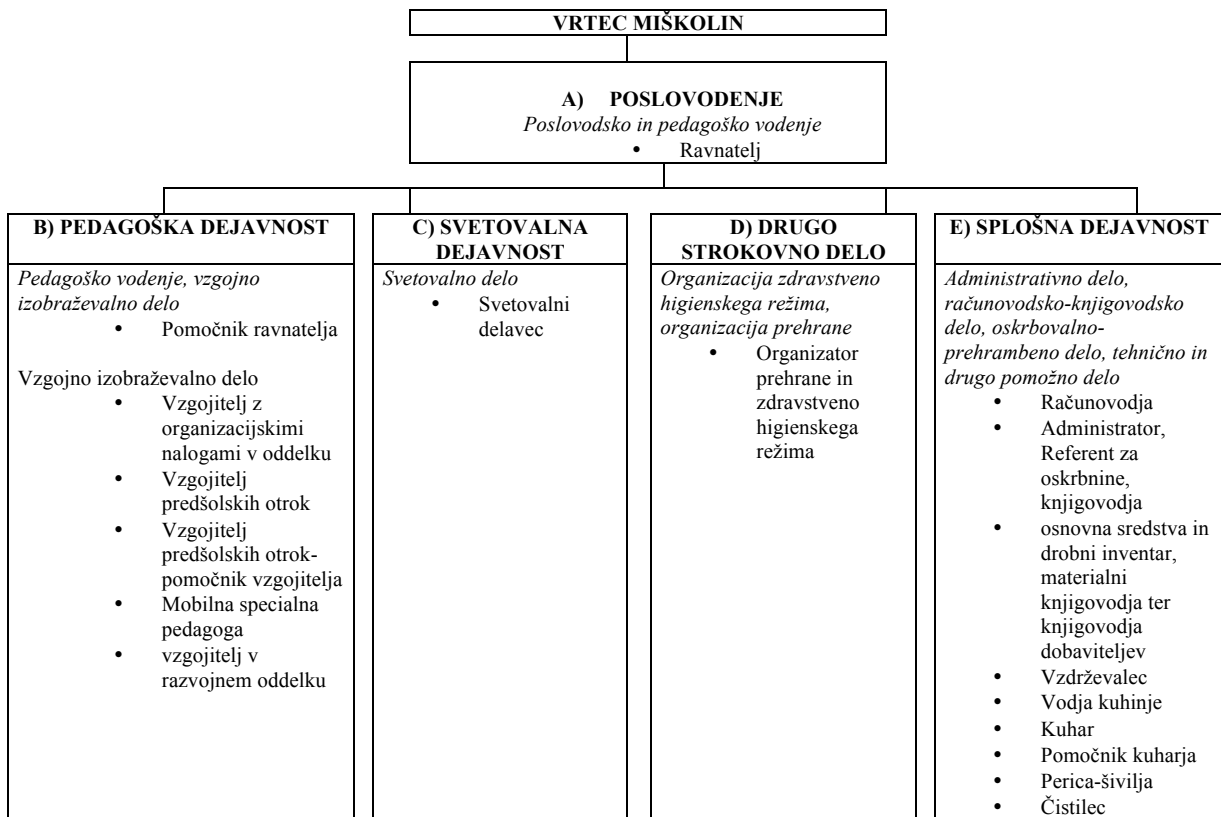 VRTEC MIŠKOLIN
A) POSLOVODENJE
Poslovodsko in pedagoško vodenje
• Ravnatelj
B) PEDAGOŠKA DEJAVNOST
Pedagoško vodenje, vzgojno
izobraževalno delo
• Pomočnik ravnatelja
Vzgojno izobraževalno delo
• Vzgojitelj z
organizacijskimi
nalogami v oddelku
• Vzgojitelj
predšolskih otrok
• Vzgojitelj
predšolskih otrok-
pomočnik vzgojitelja
• Mobilna specialna
pedagoga
• vzgojitelj v
razvojnem oddelku
C) SVETOVALNA
DEJAVNOST
Svetovalno delo
• Svetovalni
delavec
D) DRUGO
STROKOVNO DELO
Organizacija zdravstveno
higienskega režima,
organizacija prehrane
• Organizator
prehrane in
zdravstveno
higienskega
režima
E) SPLOŠNA DEJAVNOST
Administrativno delo,
računovodsko-knjigovodsko
delo, oskrbovalno-
prehrambeno delo, tehnično in
drugo pomožno delo
• Računovodja
• Administrator,
Referent za
oskrbnine,
knjigovodja
• osnovna sredstva in
drobni inventar,
materialni
knjigovodja ter
knjigovodja
dobaviteljev
• Vzdrževalec
• Vodja kuhinje
• Kuhar
• Pomočnik kuharja
• Perica-šivilja
• Čistilec